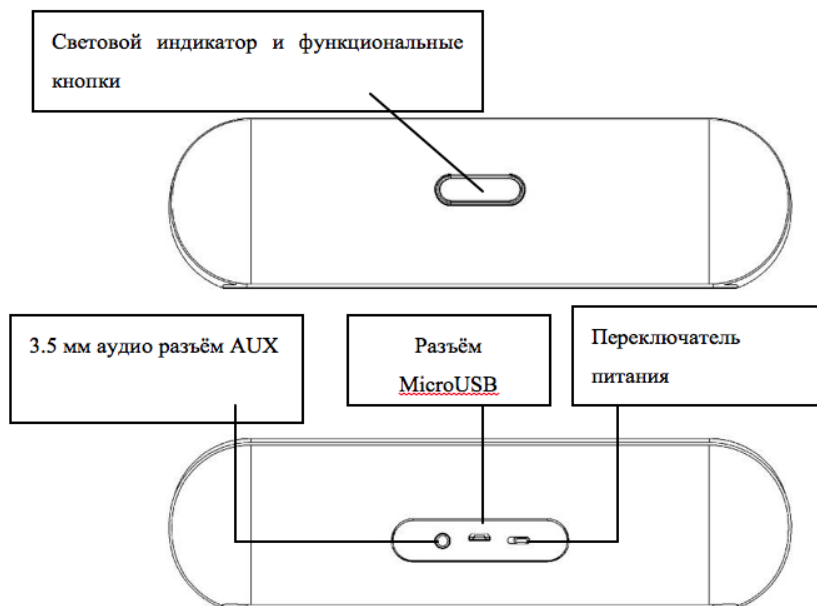 Световой индикатор и функциональные
кнопки
3.5 мм аудио разъём AUX
Разъём
MicroUSB
Переключатель
питания